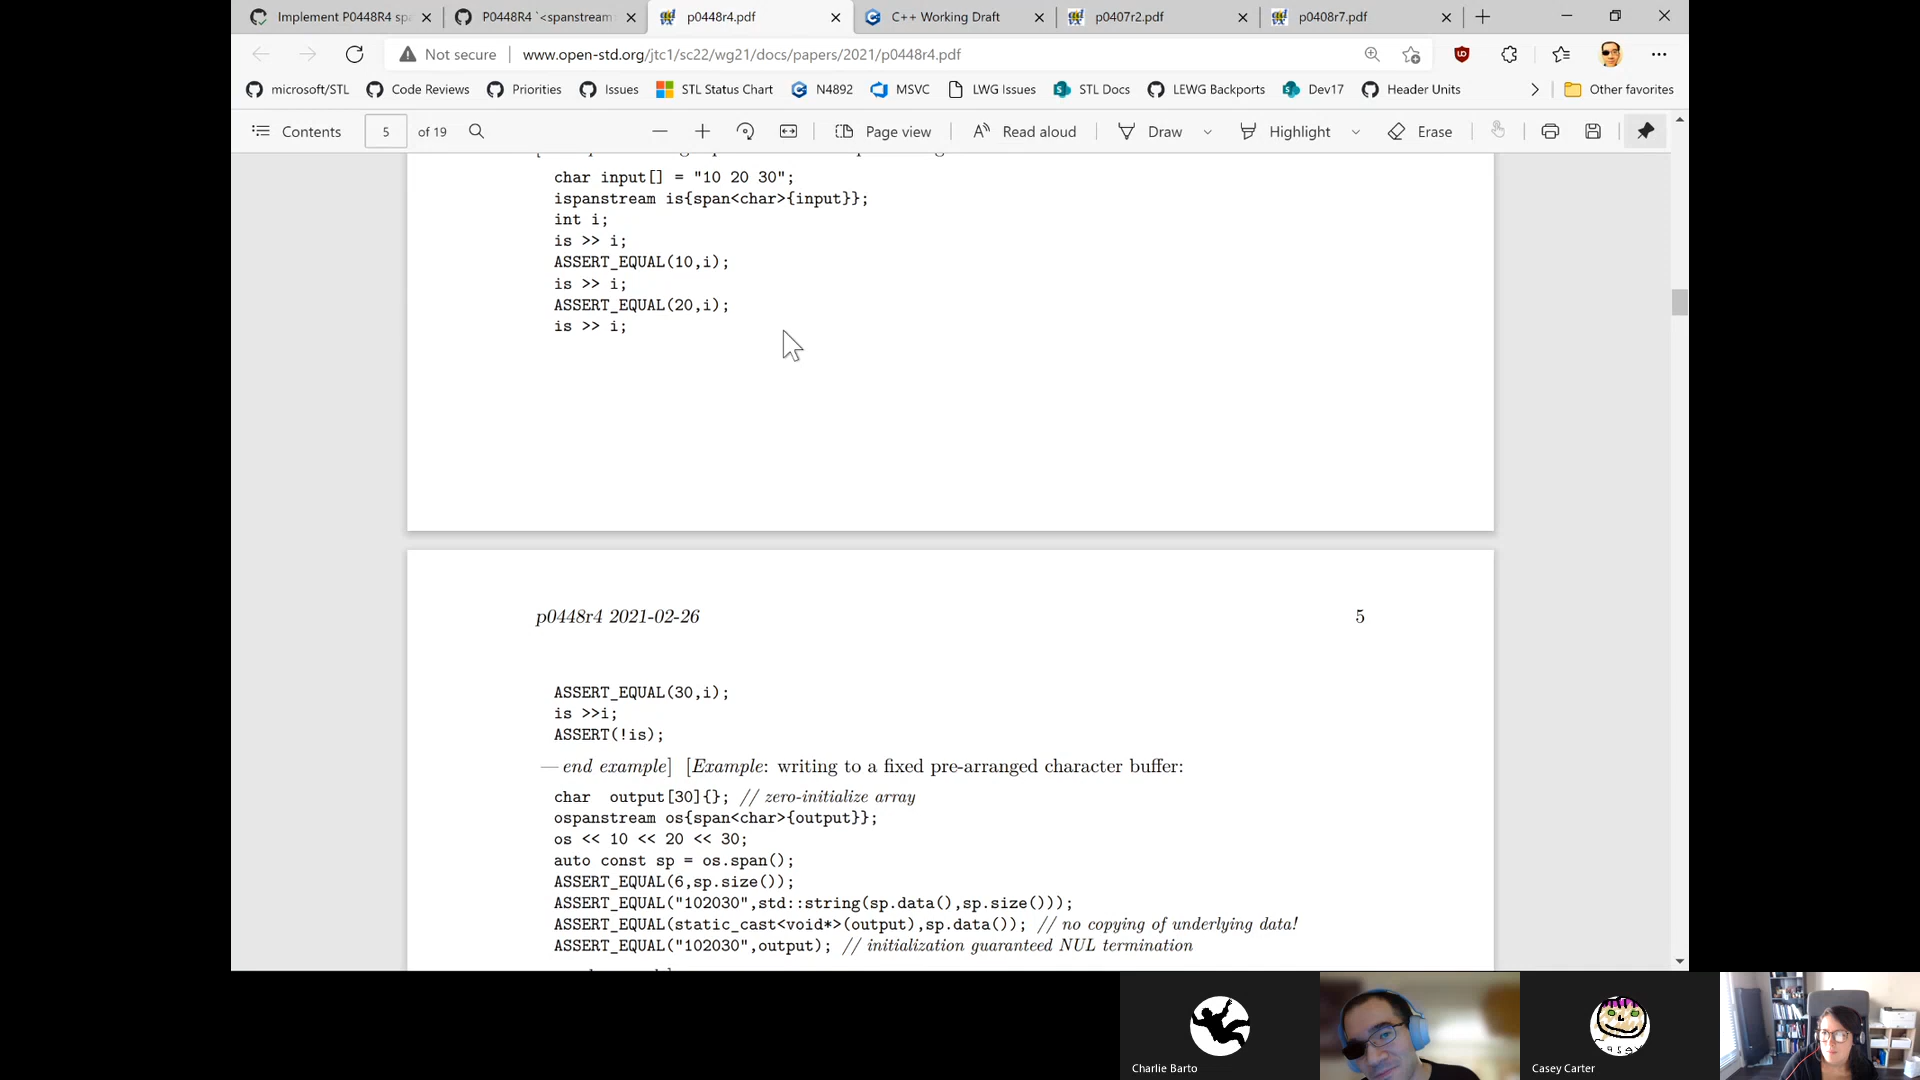 Implement P0448R4 sp
P0448R4 `<spanstream
p0448r4.pdf
C++ Working Draft
p0407r2.pdf
p0408r7.pdf
Not secure
www.open-std.org/jtc1/sc22/wg21/docs/papers/2021/p0448r4.pdf
microsoft/STL
Code Reviews
Priorities
Issues
STL Status Chart
N4892
MSVC
LWG Issues
STL Docs
LEWG Backports
Dev17
Header Units
Other favorites
Contents
5
of 19
Page view
Read aloud
Draw
Highlight
Erase
char input[] = "10 20 30";
ispanstream is{span<char>{input}};
int i;
is >> i;
ASSERT_EQUAL(10,i);
is >> i;
ASSERT_EQUAL(20,i);
is >> i;
p0448r4 2021-02-26
5
ASSERT_EQUAL(30,i);
is >>i;
ASSERT(!is);
— end example] [Example: writing to a fixed pre-arranged character buffer:
char output[30]{}; // zero-initialize array
ospanstream os{span<char>{output}};
os << 10 << 20 << 30;
auto const sp = os.span();
ASSERT_EQUAL(6,sp.size());
ASSERT_EQUAL("102030",std::string(sp.data(),sp.size()));
ASSERT_EQUAL(static_cast<void*>(output),sp.data()); // no copying of underlying data!
ASSERT_EQUAL("102030",output); // initialization guaranteed NUL termination
Charlie Barto
Casey Carter